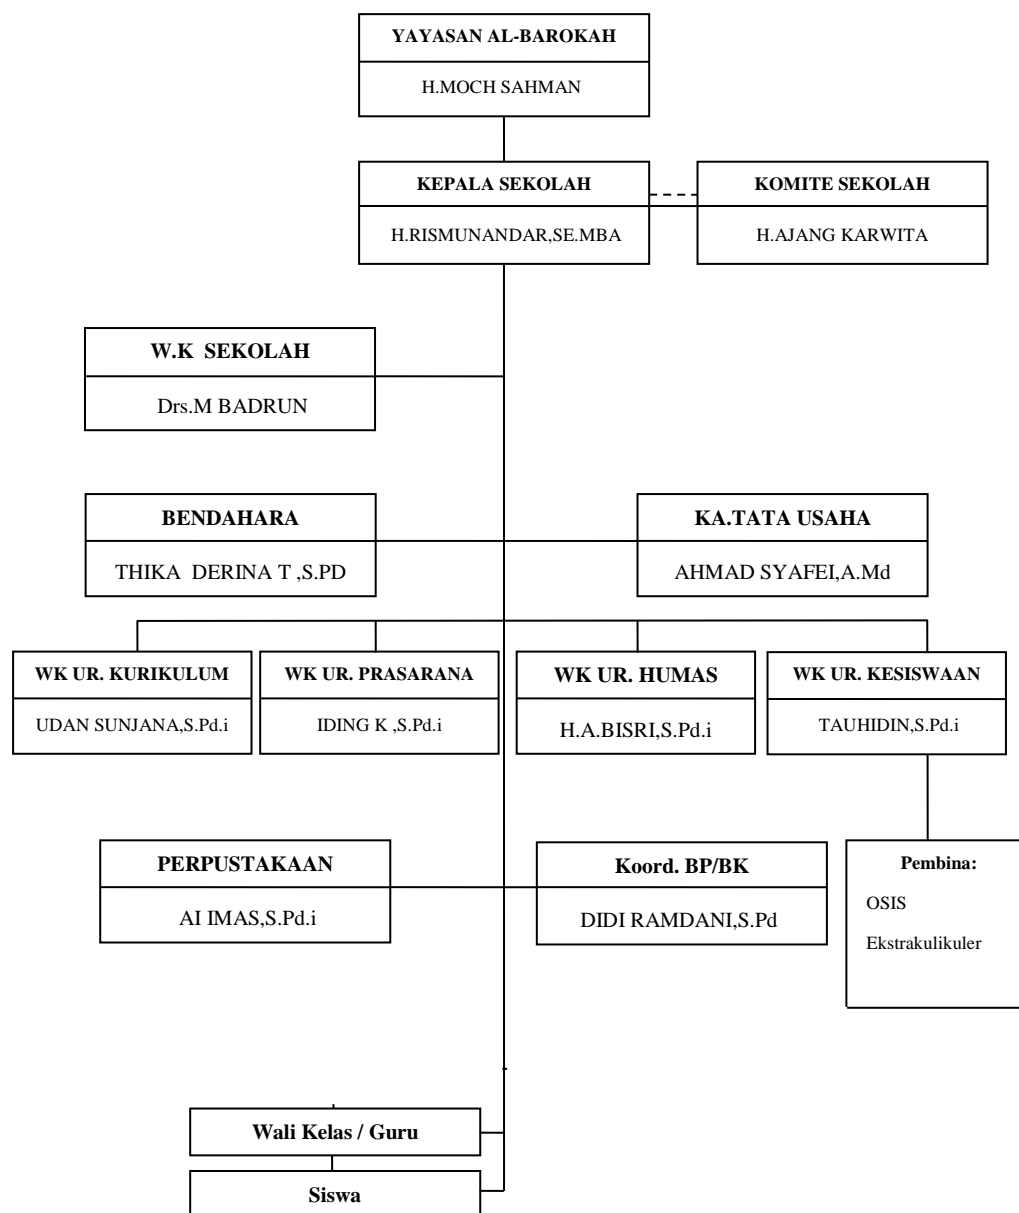 YAYASAN AL-BAROKAH
H.MOCH SAHMAN
KEPALA SEKOLAH
H.RISMUNANDAR,SE.MBA
KOMITE SEKOLAH
H.AJANG KARWITA
W.K SEKOLAH
Drs.M BADRUN
BENDAHARA
THIKA DERINA T ,S.PD
KA.TATA USAHA
AHMAD SYAFEI,A.Md
WK UR. KURIKULUM
UDAN SUNJANA,S.Pd.i
WK UR. PRASARANA
IDING K ,S.Pd.i
WK UR. HUMAS
H.A.BISRI,S.Pd.i
WK UR. KESISWAAN
TAUHIDIN,S.Pd.i
PERPUSTAKAAN
AI IMAS,S.Pd.i
Koord. BP/BK
DIDI RAMDANI,S.Pd
Pembina:
OSIS
Ekstrakulikuler
Wali Kelas / Guru
Siswa